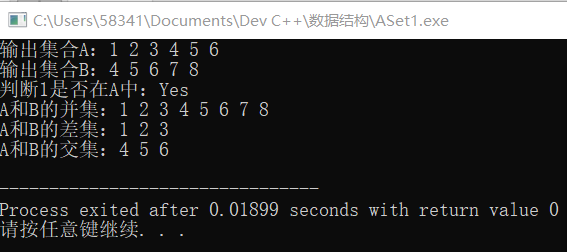 C:\Users\58341\Documents\Dev C++\数据结构\ASet1.exe
输出集合A: 1 2 3 4 5 6
输出集合B: 4 5 6 7 8
判断1是否在A中: Yes
A和B的并集: 1 2 3 4 5 6 7 8
A和B的差集: 1 2 3
A和B的交集: 4 5 6
--------------------------------
Process exited after 0.01899 seconds with return value 0
请按任意键继续. . .